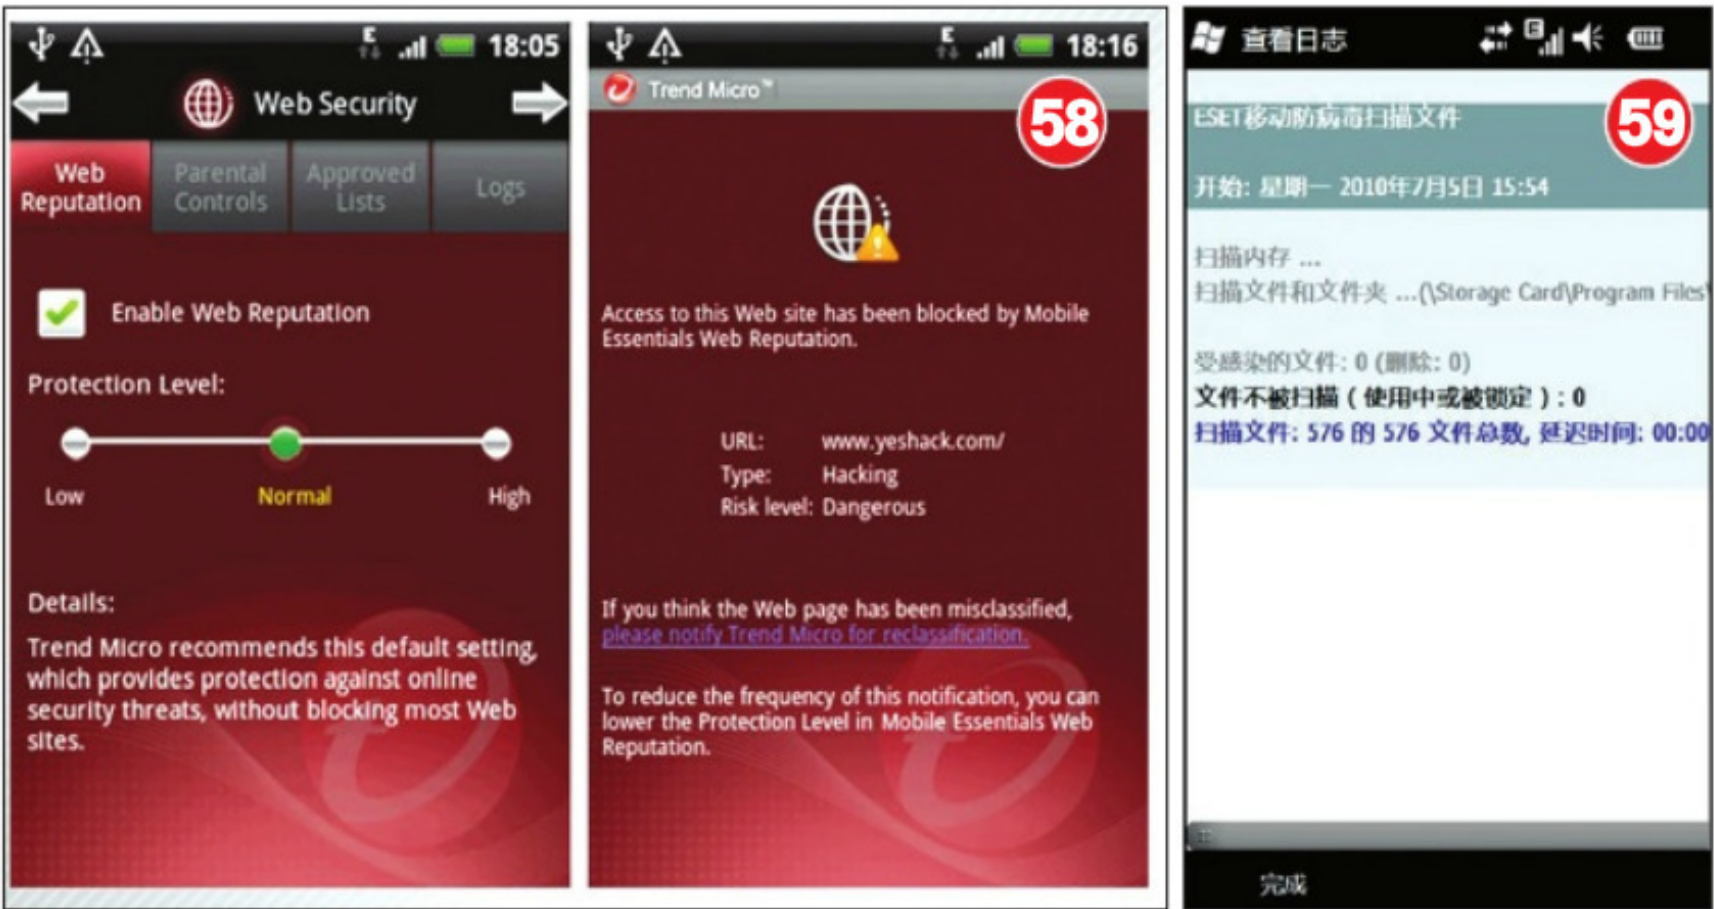 18:05
Web Security
Web Reputation
Parental Controls
Approved Lists
Logs
Enable Web Reputation
Protection Level:
Low
Normal
High
Details:
Trend Micro recommends this default setting,
which provides protection against online
security threats, without blocking most Web
sites.
E
18:16
Trend Micro™
58
Access to this Web site has been blocked by Mobile
Essentials Web Reputation.
URL: www.yeshack.com/
Type: Hacking
Risk level: Dangerous
If you think the Web page has been misclassified,
please notify Trend Micro for reclassification.
To reduce the frequency of this notification, you can
lower the Protection Level in Mobile Essentials Web
Reputation.
查看日志
59
ESET移动防病毒扫描文件
开始: 星期一 2010年7月5日 15:54
扫描内存 ...
扫描文件和文件夹 ...(\Storage Card\Program Files\
受感染的文件: 0 (删除: 0)
文件不被扫描 ( 使用中或被锁定 ) : 0
扫描文件: 576 的 576 文件总数, 延迟时间: 00:00
完成